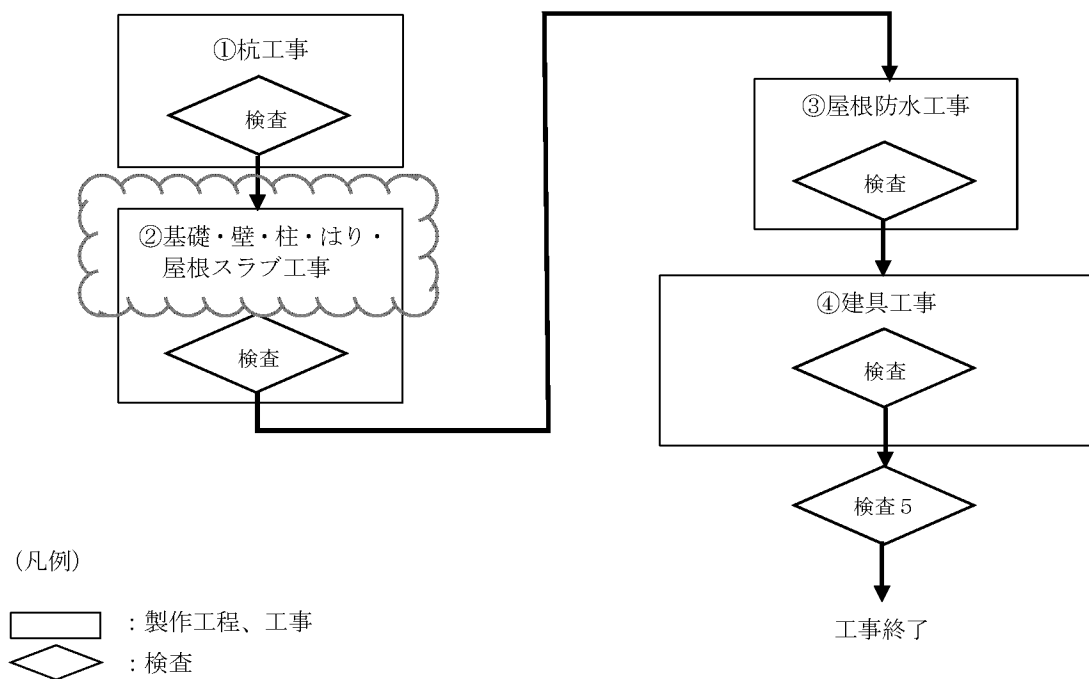 ①杭工事
検査
②基礎・壁・柱・はり・
屋根スラブ工事
検査
③屋根防水工事
検査
④建具工事
検査
検査5
工事終了
(凡例)
：製作工程、工事
：検査